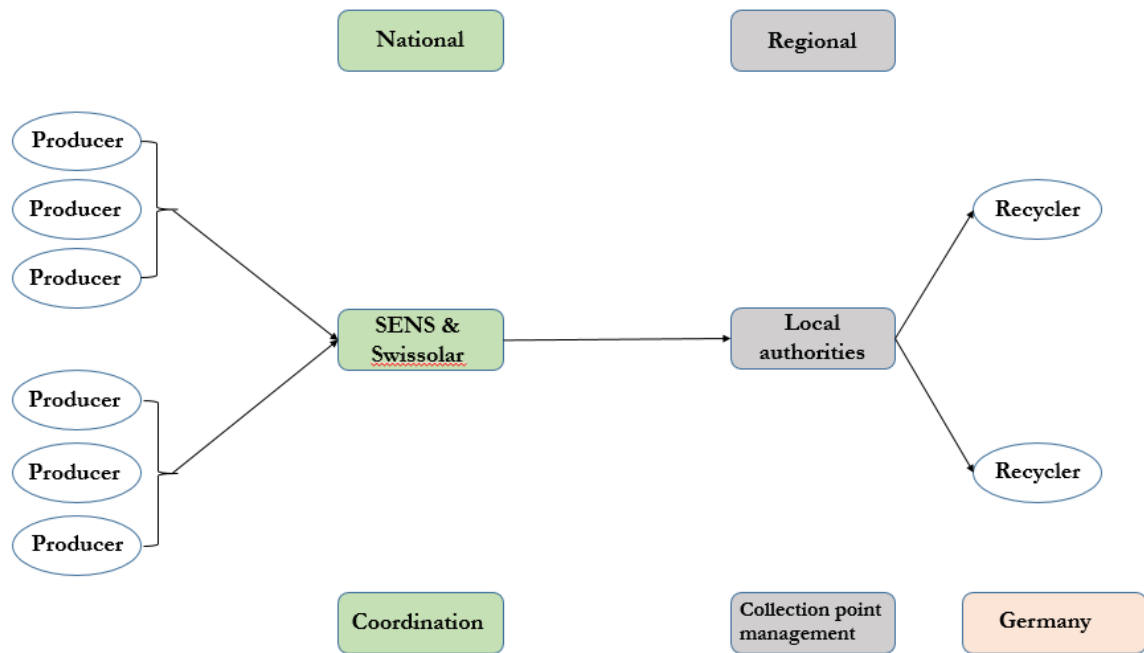 National
Regional
Producer
Producer
Producer
Recycler
SENS &
Swissolar
Local
authorities
Producer
Producer
Producer
Recycler
Coordination
Collection point
management
Germany